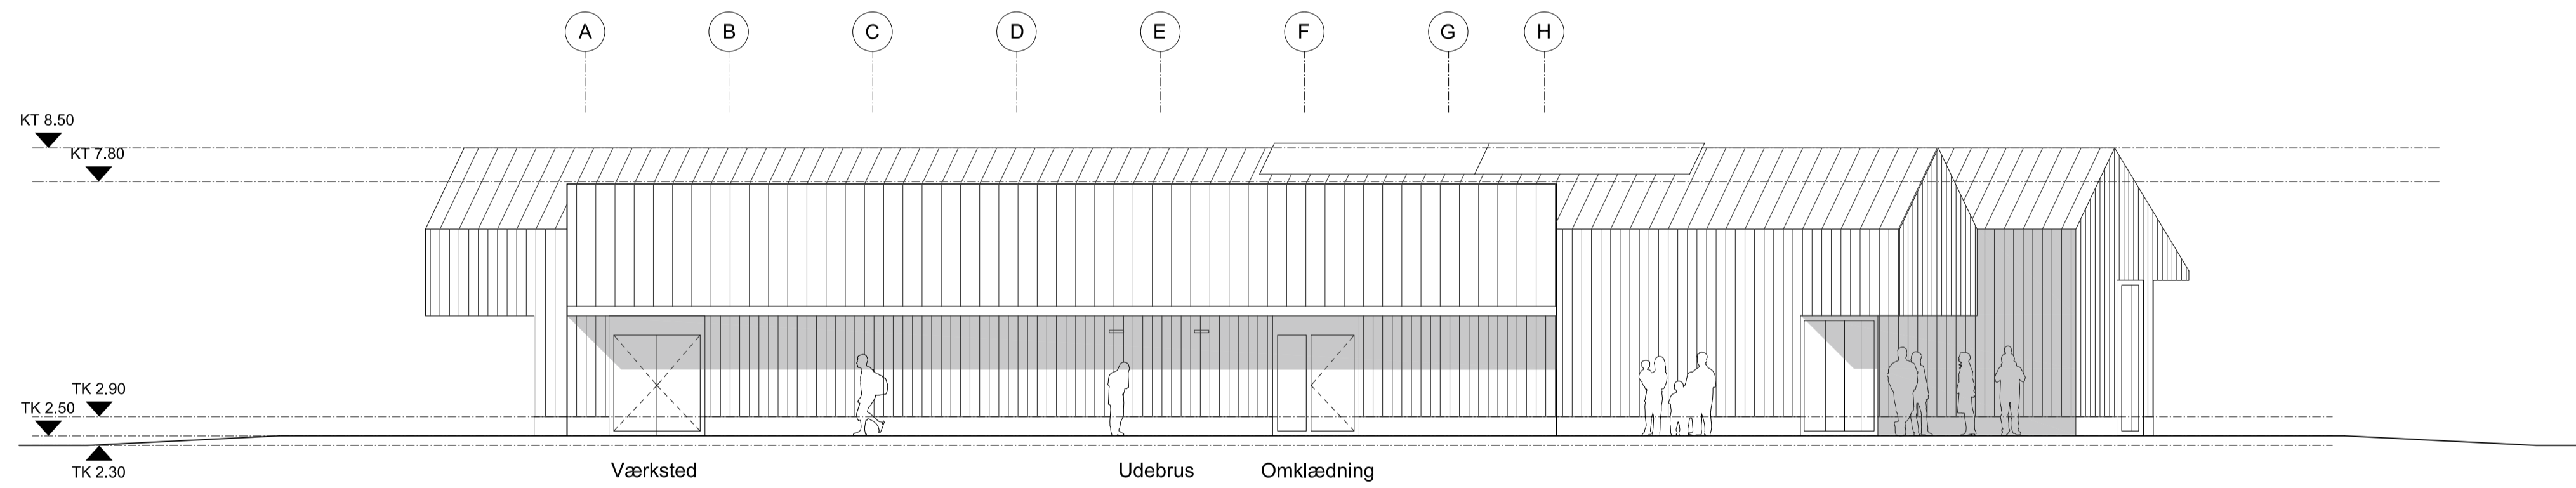 A B C D E F G H
KT 8.50
KT 7.80
TK 2.90
TK 2.50
TK 2.30
Værksted Udebrus Omklædning